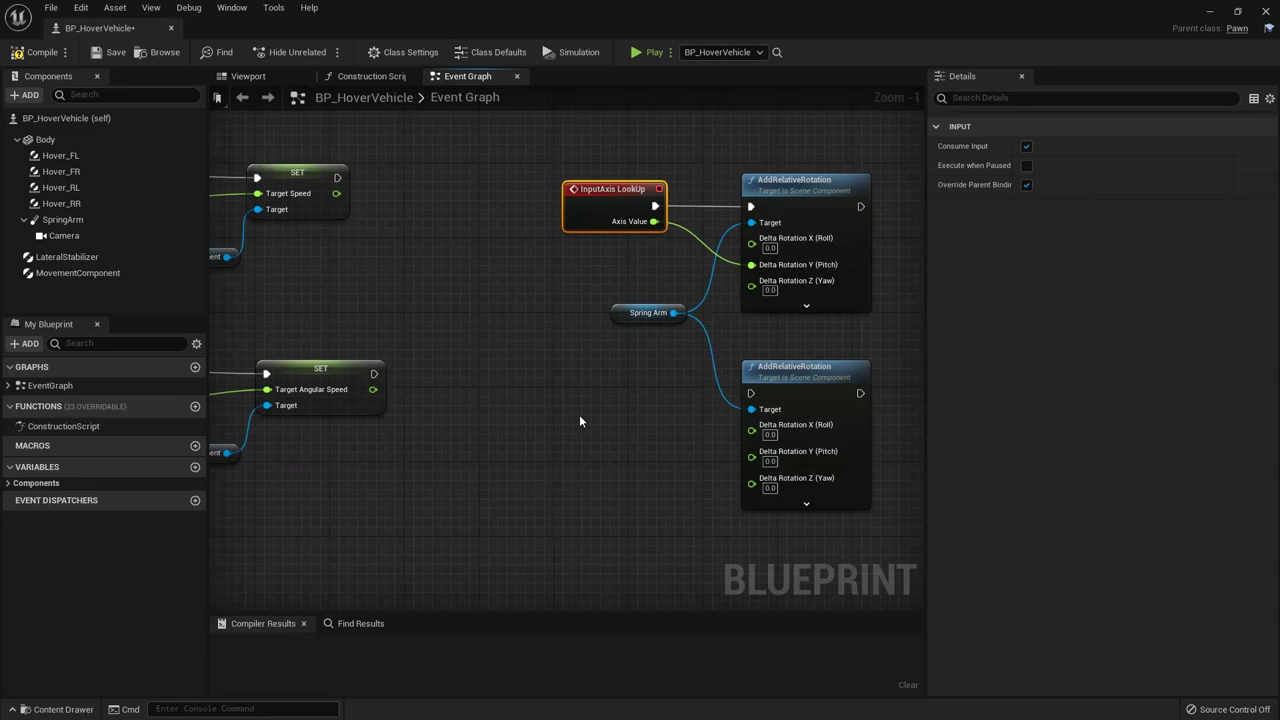 File Edit Asset View Debug Window Tools Help
BP_HoverVehicle*
Parent class: Pawn
Compile Save Browse Find Hide Unrelated Class Settings Class Defaults Simulation Play BP_HoverVehicle
Components
Viewport
Construction Scrip
Event Graph
Details
ADD
Search
BP_HoverVehicle > Event Graph
Zoom -1
Search Details
BP_HoverVehicle (self)
Body
Hover_FL
Hover_FR
Hover_RL
Hover_RR
SpringArm
Camera
LateralStabilizer
MovementComponent
INPUT
Consume Input
Execute when Paused
Override Parent Bindir
SET
Target Speed
Target
ent
InputAxis LookUp
Axis Value
AddRelativeRotation
Target is Scene Component
Target
Delta Rotation X (Roll)
0.0
Delta Rotation Y (Pitch)
Delta Rotation Z (Yaw)
0.0
Spring Arm
My Blueprint
ADD
Search
GRAPHS
EventGraph
FUNCTIONS (23 OVERRIDABLE)
ConstructionScript
MACROS
VARIABLES
Components
EVENT DISPATCHERS
SET
Target Angular Speed
Target
ent
AddRelativeRotation
Target is Scene Component
Target
Delta Rotation X (Roll)
0.0
Delta Rotation Y (Pitch)
0.0
Delta Rotation Z (Yaw)
0.0
BLUEPRINT
Compiler Results
Find Results
Clear
Content Drawer
Cmd
Enter Console Command
Source Control Off